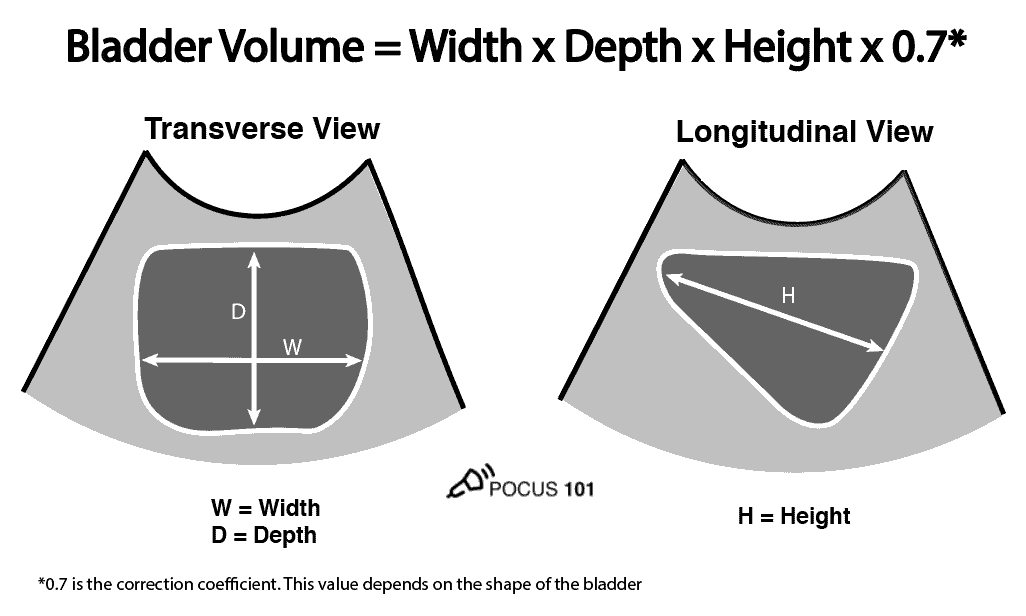 Bladder Volume = Width x Depth x Height x 0.7*
Transverse View
D
W
W = Width
D = Depth
Longitudinal View
H
H = Height
POCUS 101
*0.7 is the correction coefficient. This value depends on the shape of the bladder